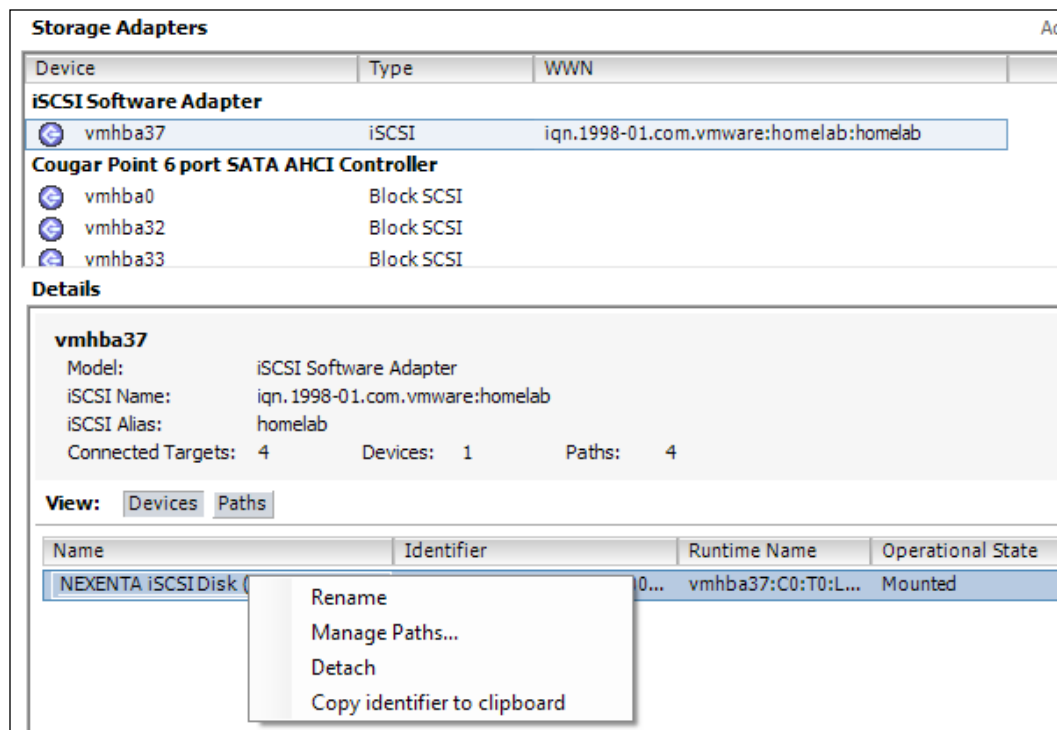 Storage Adapters
Device Type WWN
iSCSI Software Adapter
vmhba37 iSCSI iqn.1998-01.com.vmware:homelab:homelab
Cougar Point 6 port SATA AHCI Controller
vmhba0 Block SCSI
vmhba32 Block SCSI
vmhba33 Block SCSI
Details
vmhba37
Model: iSCSI Software Adapter
iSCSI Name: iqn.1998-01.com.vmware:homelab
iSCSI Alias: homelab
Connected Targets: 4 Devices: 1 Paths: 4
View: Devices Paths
Name Identifier Runtime Name Operational State
NEXENTA iSCSI Disk ( 0... vmhba37:C0:T0:L... Mounted
Rename
Manage Paths...
Detach
Copy identifier to clipboard